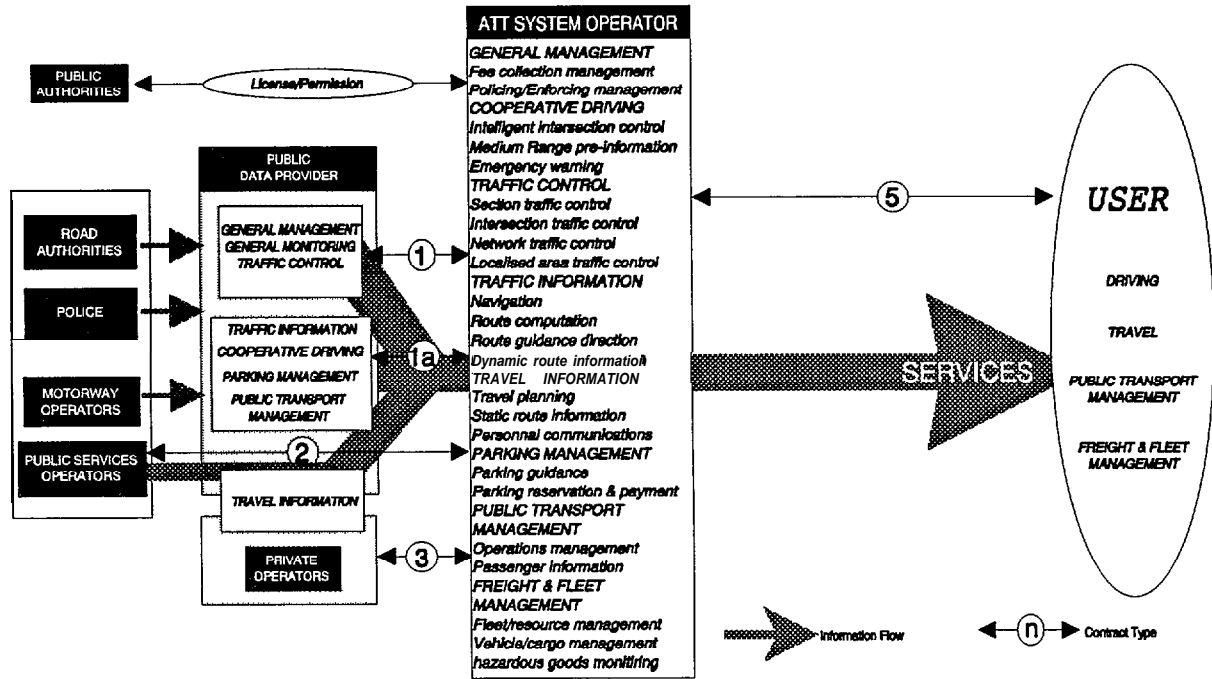 ATT SYSTEM OPERATOR
GENERAL MANAGEMENT
Fee collection management
Policing/Enforcing management
COOPERATIVE DRIVING
Intelligent intersection control
Medium Range pre-information
Emergency warning
TRAFFIC CONTROL
Section traffic control
Intersection traffic control
Network traffic control
Localised area traffic control
TRAFFIC INFORMATION
Navigation
Route computation
Route guidance direction
Dynamic route information
TRAVEL INFORMATION
Travel planning
Static route information
Personnal communications
PARKING MANAGEMENT
Parking guidance
Parking reservation & payment
PUBLIC TRANSPORT
MANAGEMENT
Operations management
Passenger information
FREIGHT & FLEET
MANAGEMENT
Fleet/resource management
Vehicle/cargo management
hazardous goods monitiring
PUBLIC
AUTHORITIES
License/Permission
PUBLIC
DATA PROVIDER
ROAD
AUTHORITIES
POLICE
MOTORWAY
OPERATORS
PUBLIC SERVICES
OPERATORS
GENERAL MANAGEMENT
GENERAL MONITORING
TRAFFIC CONTROL
TRAFFIC INFORMATION
COOPERATIVE DRIVING
PARKING MANAGEMENT
PUBLIC TRANSPORT
MANAGEMENT
TRAVEL INFORMATION
PRIVATE
OPERATORS
1
1a
2
3
5
SERVICES
USER
DRIVING
TRAVEL
PUBLIC TRANSPORT
MANAGEMENT
FREIGHT & FLEET
MANAGEMENT
Information Flow
n
Contract Type